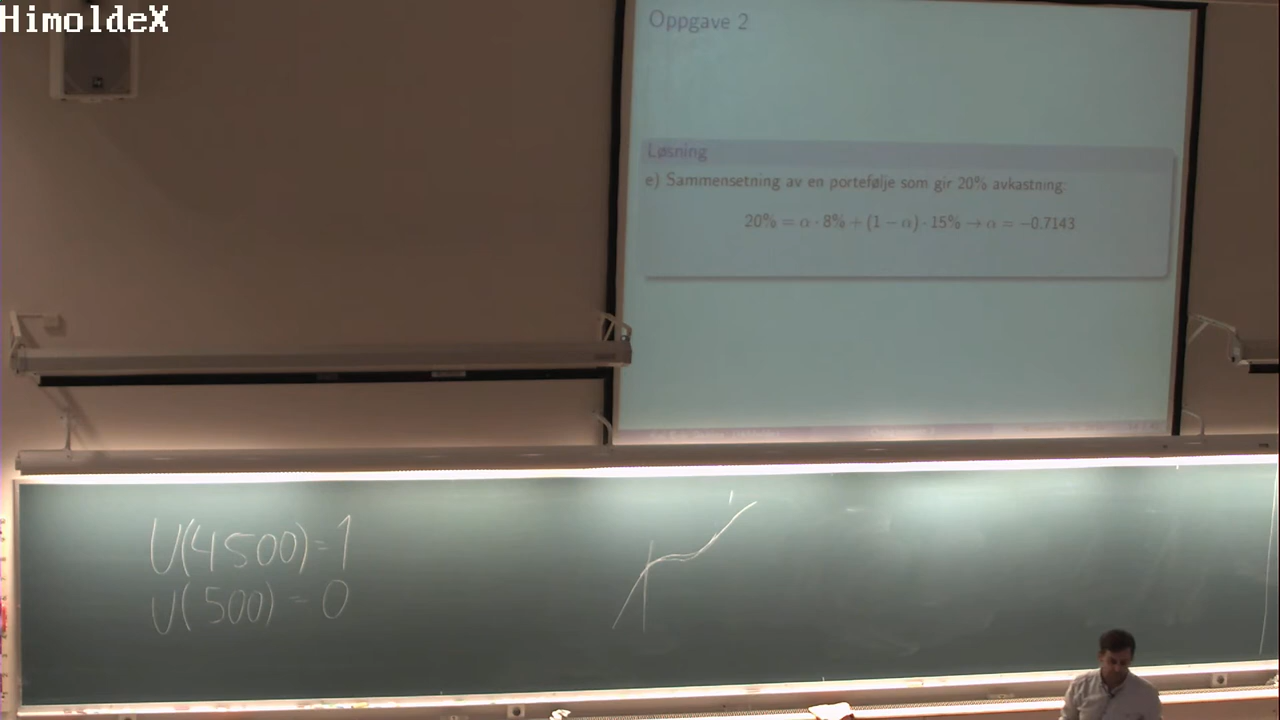 HimoldeX
Oppgave 2
Løsning
e) Sammensetning av en portefølje som gir 20% avkastning:
20% = α · 8% + (1 − α) · 15% → α = −0.7143
U(4500) = 1
U(500) = 0